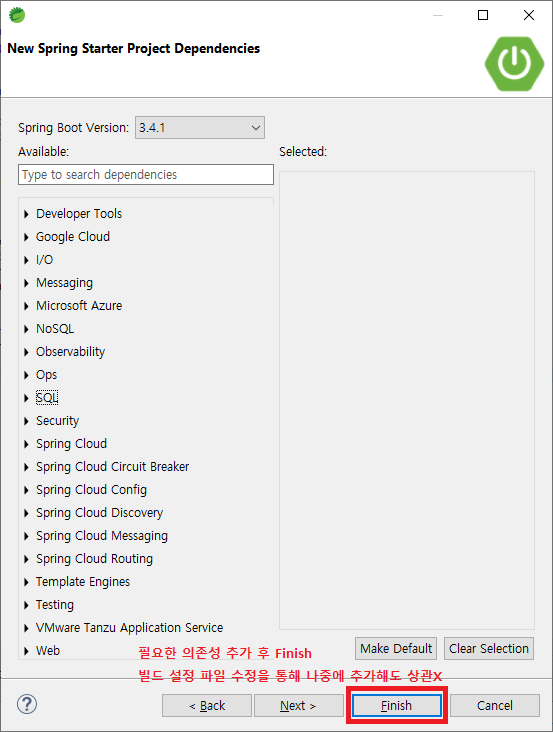 New Spring Starter Project Dependencies
Spring Boot Version: 3.4.1
Available:
Selected:
Type to search dependencies
Developer Tools
Google Cloud
I/O
Messaging
Microsoft Azure
NoSQL
Observability
Ops
SQL
Security
Spring Cloud
Spring Cloud Circuit Breaker
Spring Cloud Config
Spring Cloud Discovery
Spring Cloud Messaging
Spring Cloud Routing
Template Engines
Testing
VMware Tanzu Application Service
Web
필요한 의존성 추가 후 Finish
Make Default
Clear Selection
빌드 설정 파일 수정을 통해 나중에 추가해도 상관X
?
< Back
Next >
Finish
Cancel